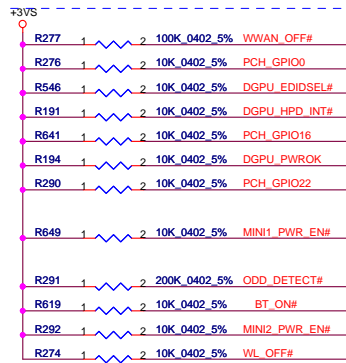 +3VS
R277 1 2 100K_0402_5% WWAN_OFF#
R276 1 2 10K_0402_5% PCH_GPIO0
R546 1 2 10K_0402_5% DGPU_EDIDSEL#
R191 1 2 10K_0402_5% DGPU_HPD_INT#
R641 1 2 10K_0402_5% PCH_GPIO16
R194 1 2 10K_0402_5% DGPU_PWROK
R290 1 2 10K_0402_5% PCH_GPIO22
R649 1 2 10K_0402_5% MINI1_PWR_EN#
R291 1 2 200K_0402_5% ODD_DETECT#
R619 1 2 10K_0402_5% BT_ON#
R292 1 2 10K_0402_5% MINI2_PWR_EN#
R274 1 2 10K_0402_5% WL_OFF#